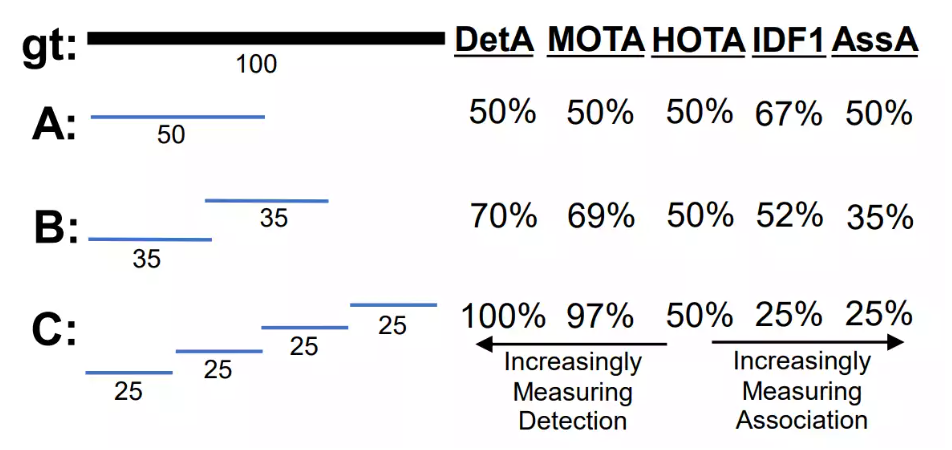 gt: 100 DetA MOTA HOTA IDF1 AssA
A: 50 50% 50% 50% 67% 50%
B: 35 35 70% 69% 50% 52% 35%
C: 25 25 25 25 100% 97% 50% 25% 25%
Increasingly Increasingly
Measuring Measuring
Detection Association